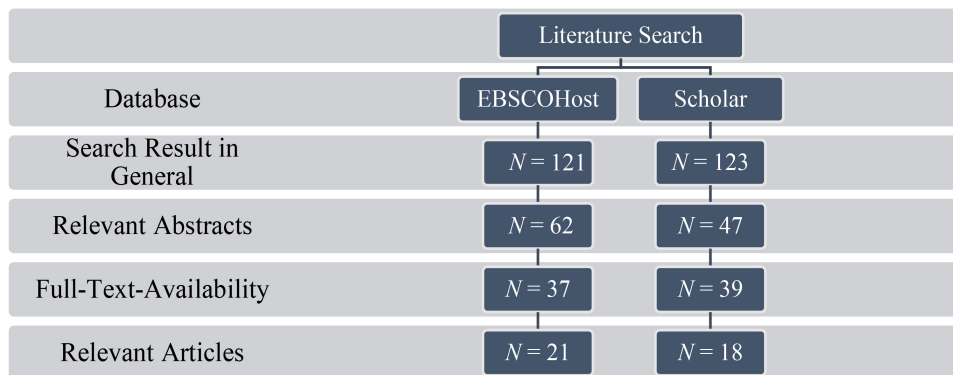 Literature Search
Database
EBSCOHost
Scholar
Search Result in
General
N = 121
N = 123
Relevant Abstracts
N = 62
N = 47
Full-Text-Availability
N = 37
N = 39
Relevant Articles
N = 21
N = 18